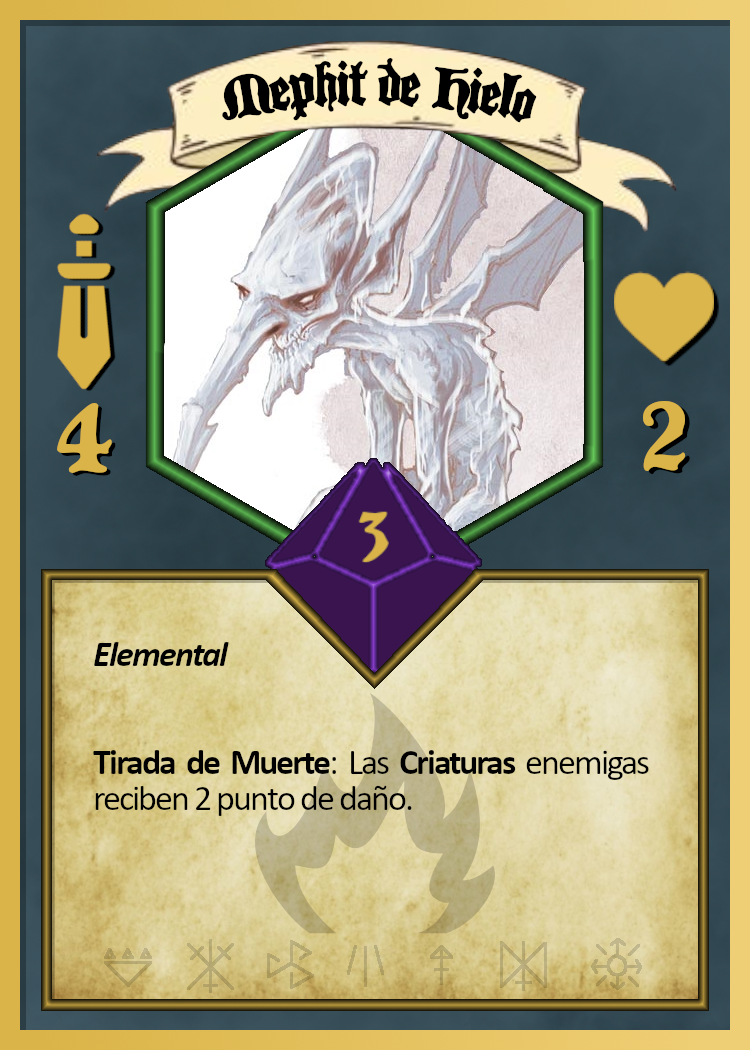 Mephit de Hielo
4
2
3
Elemental
Tirada de Muerte: Las Criaturas enemigas
reciben 2 punto de daño.